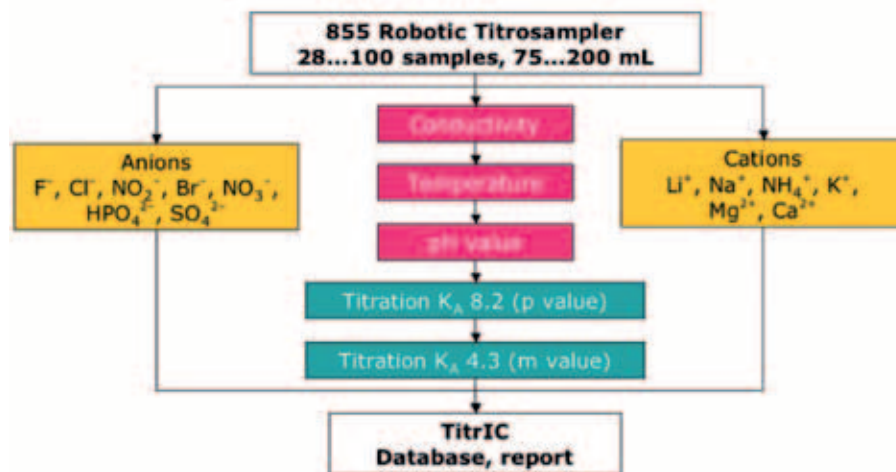 855 Robotic Titrosampler
28...100 samples, 75...200 mL
Conductivity
Anions
F⁻, Cl⁻, NO₂⁻, Br⁻, NO₃⁻,
HPO₄²⁻, SO₄²⁻
Temperature
Cations
Li⁺, Na⁺, NH₄⁺, K⁺,
Mg²⁺, Ca²⁺
pH value
Titration K_A 8.2 (p value)
Titration K_A 4.3 (m value)
TitrIC
Database, report